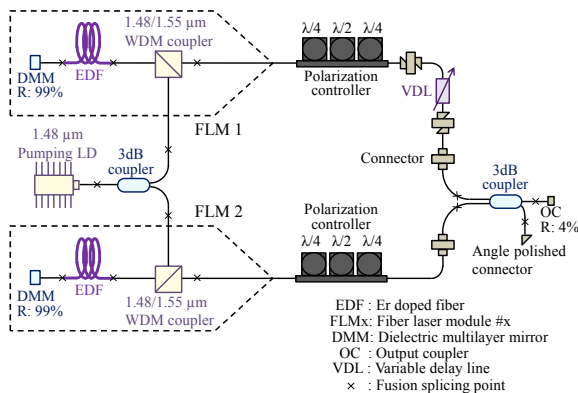 1.48/1.55 µm
WDM coupler
DMM
R: 99%
EDF
λ/4 λ/2 λ/4
Polarization
controller
VDL
FLM 1
1.48 µm
Pumping LD
3dB
coupler
Connector
3dB
coupler
OC
R: 4%
Angle polished
connector
FLM 2
Polarization
controller
λ/4 λ/2 λ/4
DMM
R: 99%
EDF
1.48/1.55 µm
WDM coupler
EDF : Er doped fiber
FLMx: Fiber laser module #x
DMM: Dielectric multilayer mirror
OC : Output coupler
VDL : Variable delay line
× : Fusion splicing point